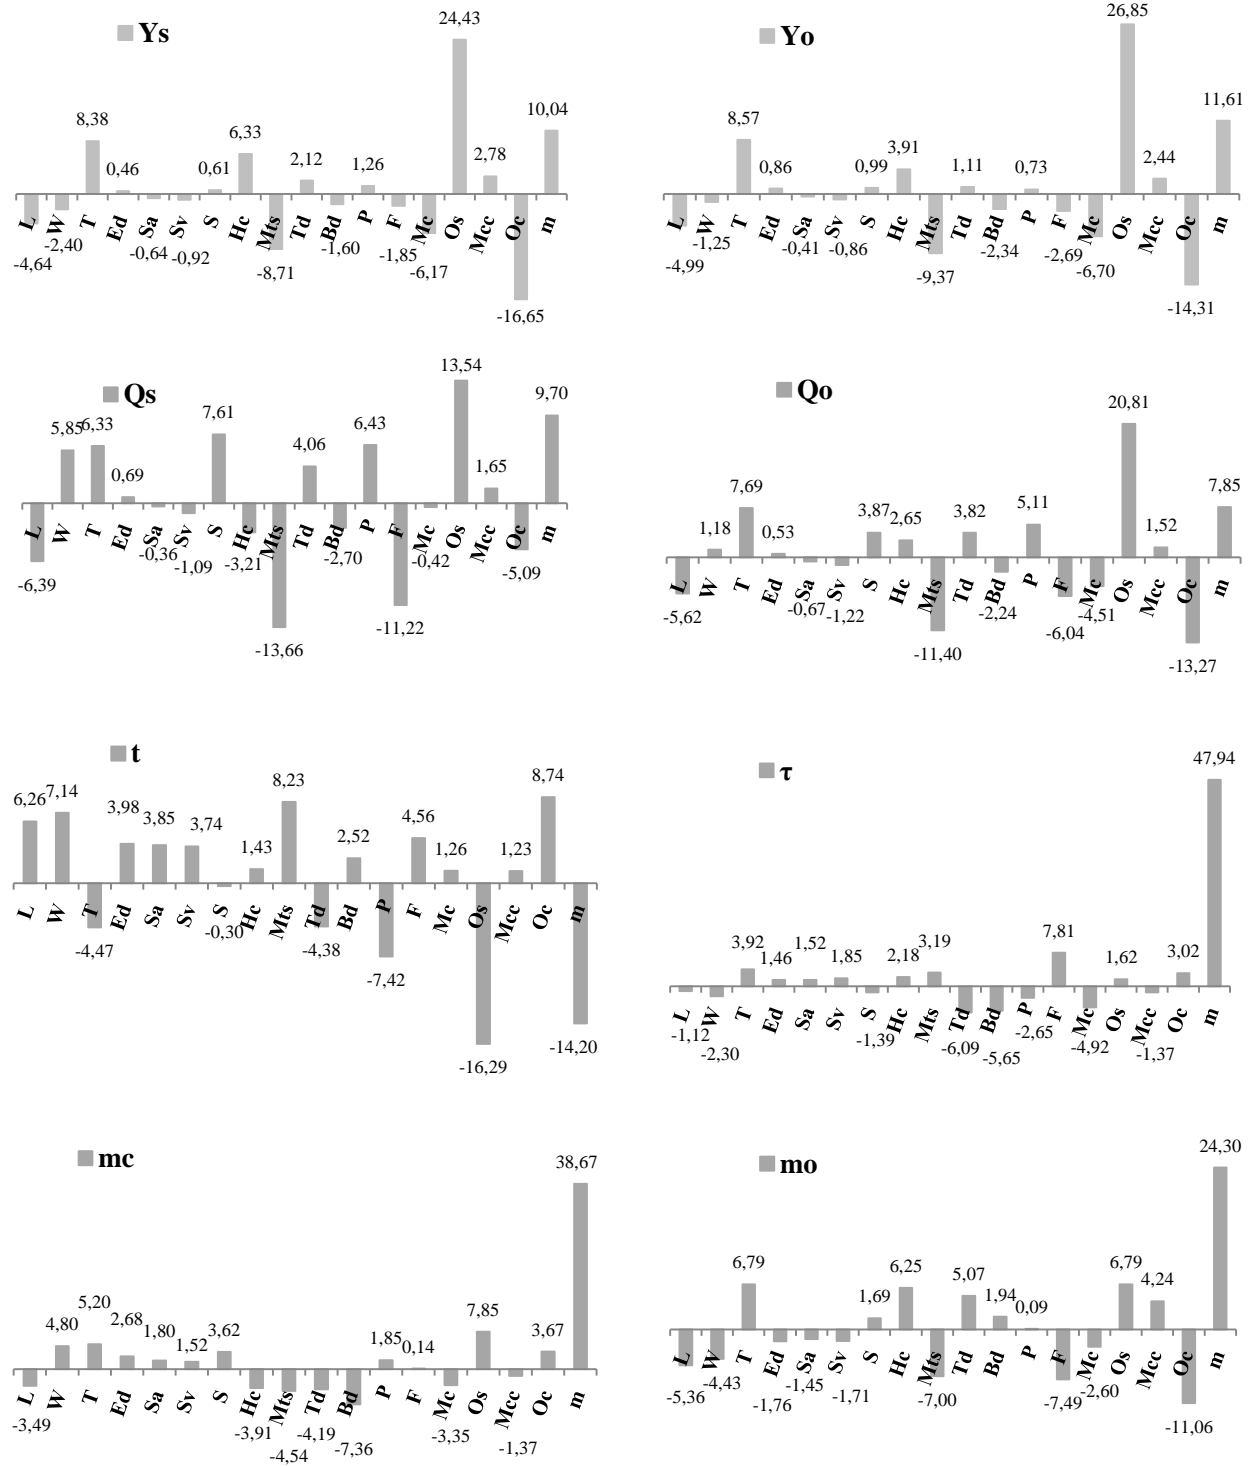 Ys
24,43
10,04
8,38
6,33
2,78
2,12
1,26
0,61
0,46
L W T Ed Sa Sv S Hc Mts Td Bd P F Mc Os Mcc Oc m
-4,64 -2,40 -0,64 -0,92 -8,71 -1,60 -1,85 -6,17 -16,65
Yo
26,85
11,61
8,57
3,91
2,44
1,11
0,99
0,86
0,73
L W T Ed Sa Sv S Hc Mts Td Bd P F Mc Os Mcc Oc m
-4,99 -1,25 -0,41 -0,86 -9,37 -2,34 -2,69 -6,70 -14,31
Qs
5,85 6,33 0,69 7,61 4,06 6,43 13,54 1,65 9,70
L W T Ed Sa Sv S Hc Mts Td Bd P F Mc Os Mcc Oc m
-6,39 -0,36 -1,09 -3,21 -13,66 -2,70 -11,22 -0,42 -5,09
Qo
1,18 7,69 0,53 3,87 2,65 3,82 5,11 20,81 1,52 7,85
L W T Ed Sa Sv S Hc Mts Td Bd P F Mc Os Mcc Oc m
-5,62 -0,67 -1,22 -11,40 -2,24 -6,04 -4,51 -13,27
t
6,26 7,14 3,98 3,85 3,74 1,43 8,23 2,52 4,56 1,26 1,23 8,74
L W T Ed Sa Sv S Hc Mts Td Bd P F Mc Os Mcc Oc m
-4,47 -0,30 -4,38 -7,42 -16,29 -14,20
τ
3,92 1,46 1,52 1,85 2,18 3,19 7,81 1,62 3,02 47,94
L W T Ed Sa Sv S Hc Mts Td Bd P F Mc Os Mcc Oc m
-1,12 -2,30 -1,39 -6,09 -5,65 -2,65 -4,92 -1,37
mc
4,80 5,20 2,68 1,80 1,52 3,62 1,85 0,14 7,85 3,67 38,67
L W T Ed Sa Sv S Hc Mts Td Bd P F Mc Os Mcc Oc m
-3,49 -3,91 -4,54 -4,19 -7,36 -3,35 -1,37
mo
6,79 1,69 6,25 5,07 1,94 0,09 6,79 4,24 24,30
L W T Ed Sa Sv S Hc Mts Td Bd P F Mc Os Mcc Oc m
-5,36 -4,43 -1,76 -1,45 -1,71 -7,00 -7,49 -2,60 -11,06